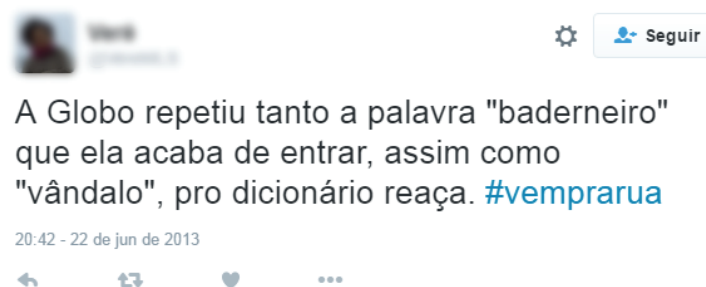 Seguir
A Globo repetiu tanto a palavra "baderneiro"
que ela acaba de entrar, assim como
"vândalo", pro dicionário reaça. #vemprarua
20:42 - 22 de jun de 2013